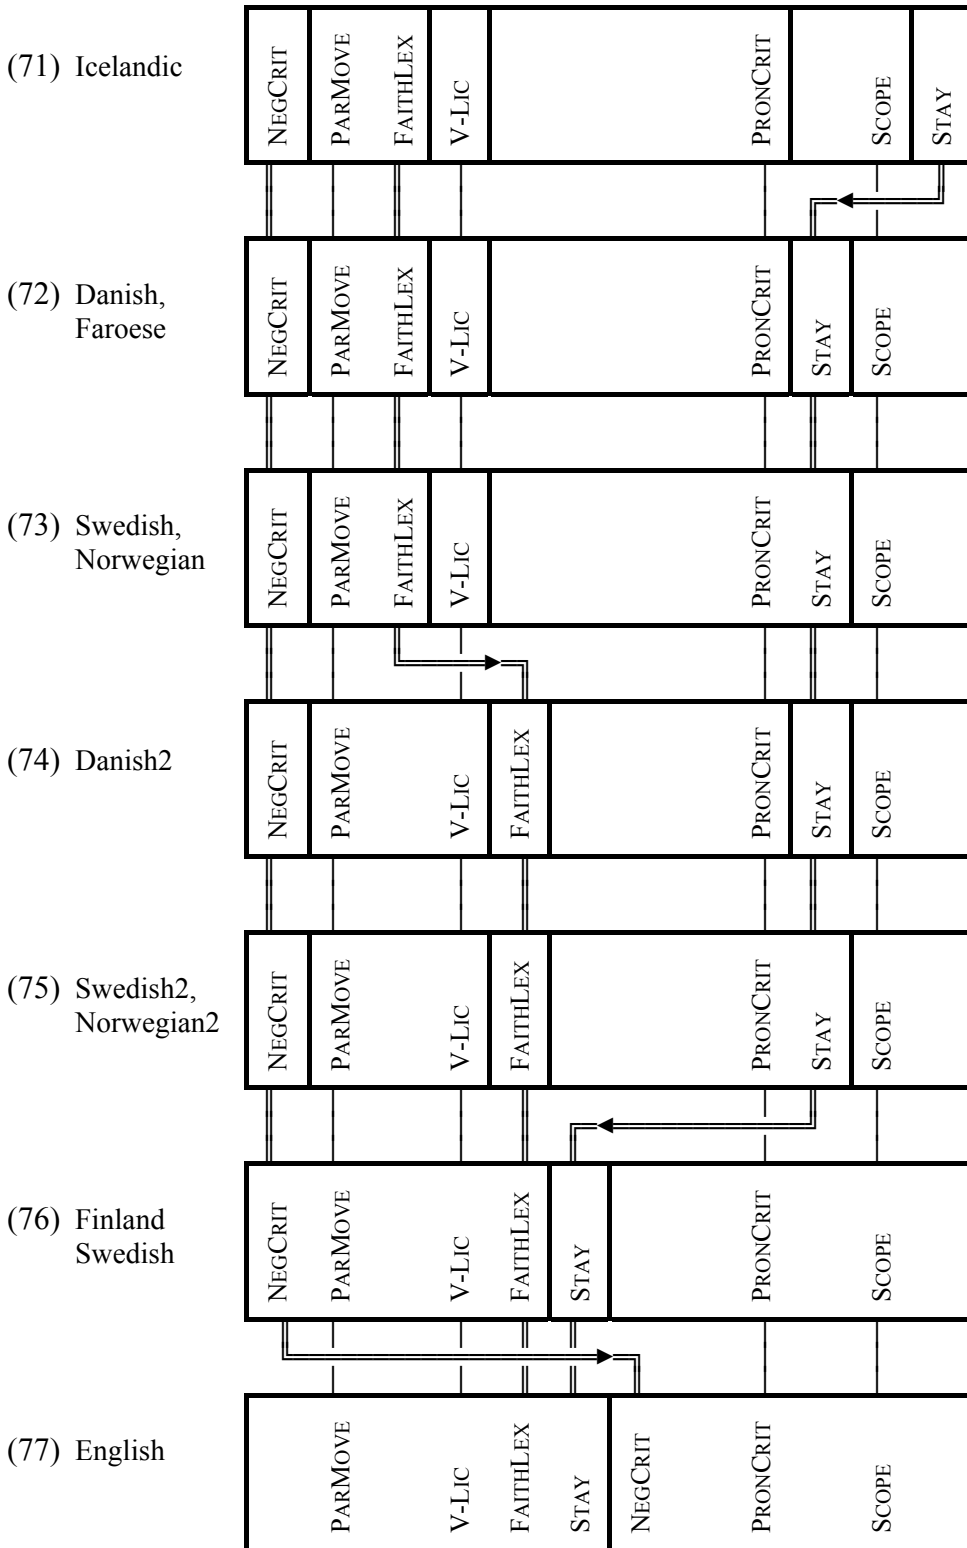 (71) Icelandic
NEGCRIT PARMOVE FAITHLEX V-LIC PRONCRIT SCOPE STAY
(72) Danish,
Faroese
NEGCRIT PARMOVE FAITHLEX V-LIC PRONCRIT STAY SCOPE
(73) Swedish,
Norwegian
NEGCRIT PARMOVE FAITHLEX V-LIC PRONCRIT STAY SCOPE
(74) Danish2
NEGCRIT PARMOVE V-LIC FAITHLEX PRONCRIT STAY SCOPE
(75) Swedish2,
Norwegian2
NEGCRIT PARMOVE V-LIC FAITHLEX PRONCRIT STAY SCOPE
(76) Finland
Swedish
NEGCRIT PARMOVE V-LIC FAITHLEX STAY PRONCRIT SCOPE
(77) English
PARMOVE V-LIC FAITHLEX STAY NEGCRIT PRONCRIT SCOPE